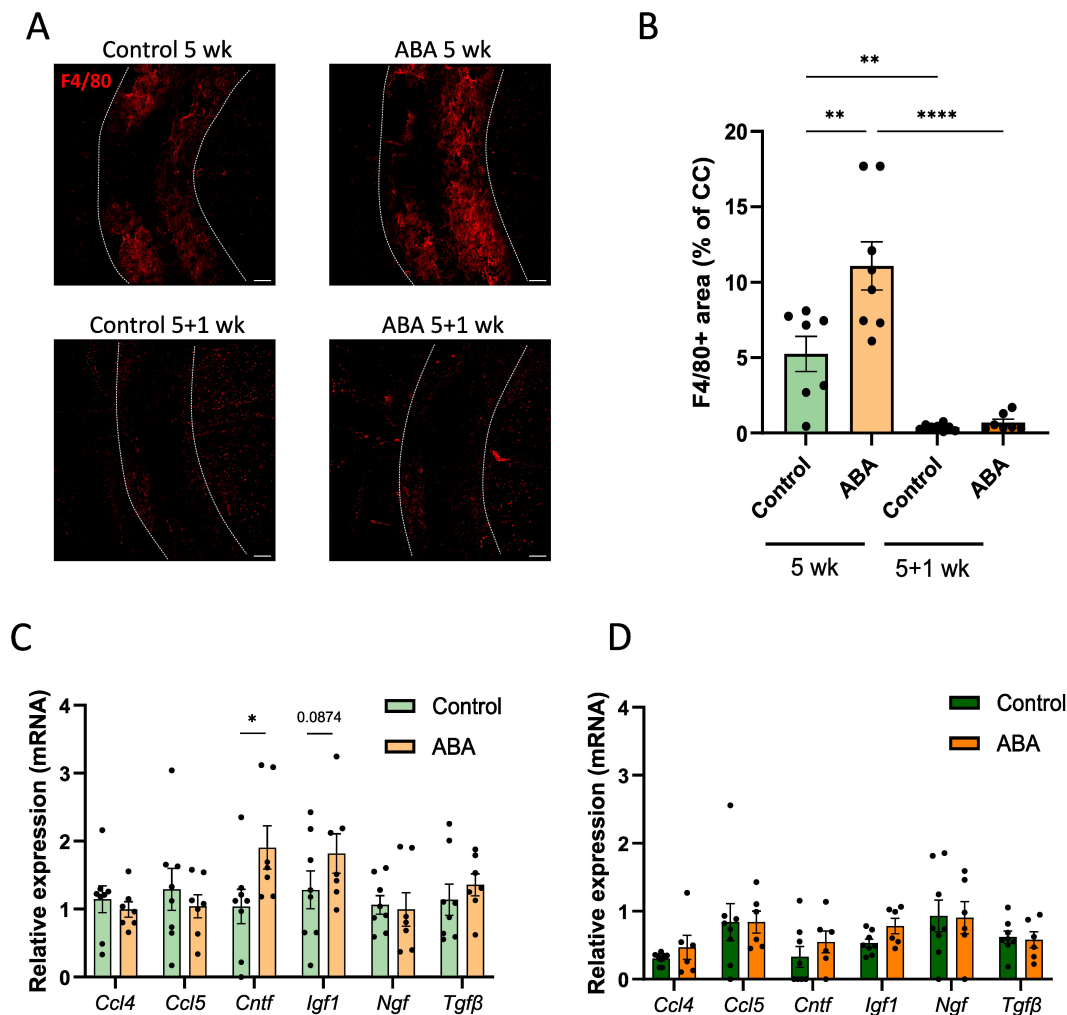 A
Control 5 wk
ABA 5 wk
F4/80
Control 5+1 wk
ABA 5+1 wk
B
**
** ****
20
15
10
5
0
F4/80+ area (% of CC)
Control
ABA
Control
ABA
5 wk
5+1 wk
C
Relative expression (mRNA)
4
3
2
1
0
* 0.0874
Control
ABA
Ccl4 Ccl5 Cntf Igf1 Ngf Tgfβ
D
Relative expression (mRNA)
4
3
2
1
0
Control
ABA
Ccl4 Ccl5 Cntf Igf1 Ngf Tgfβ